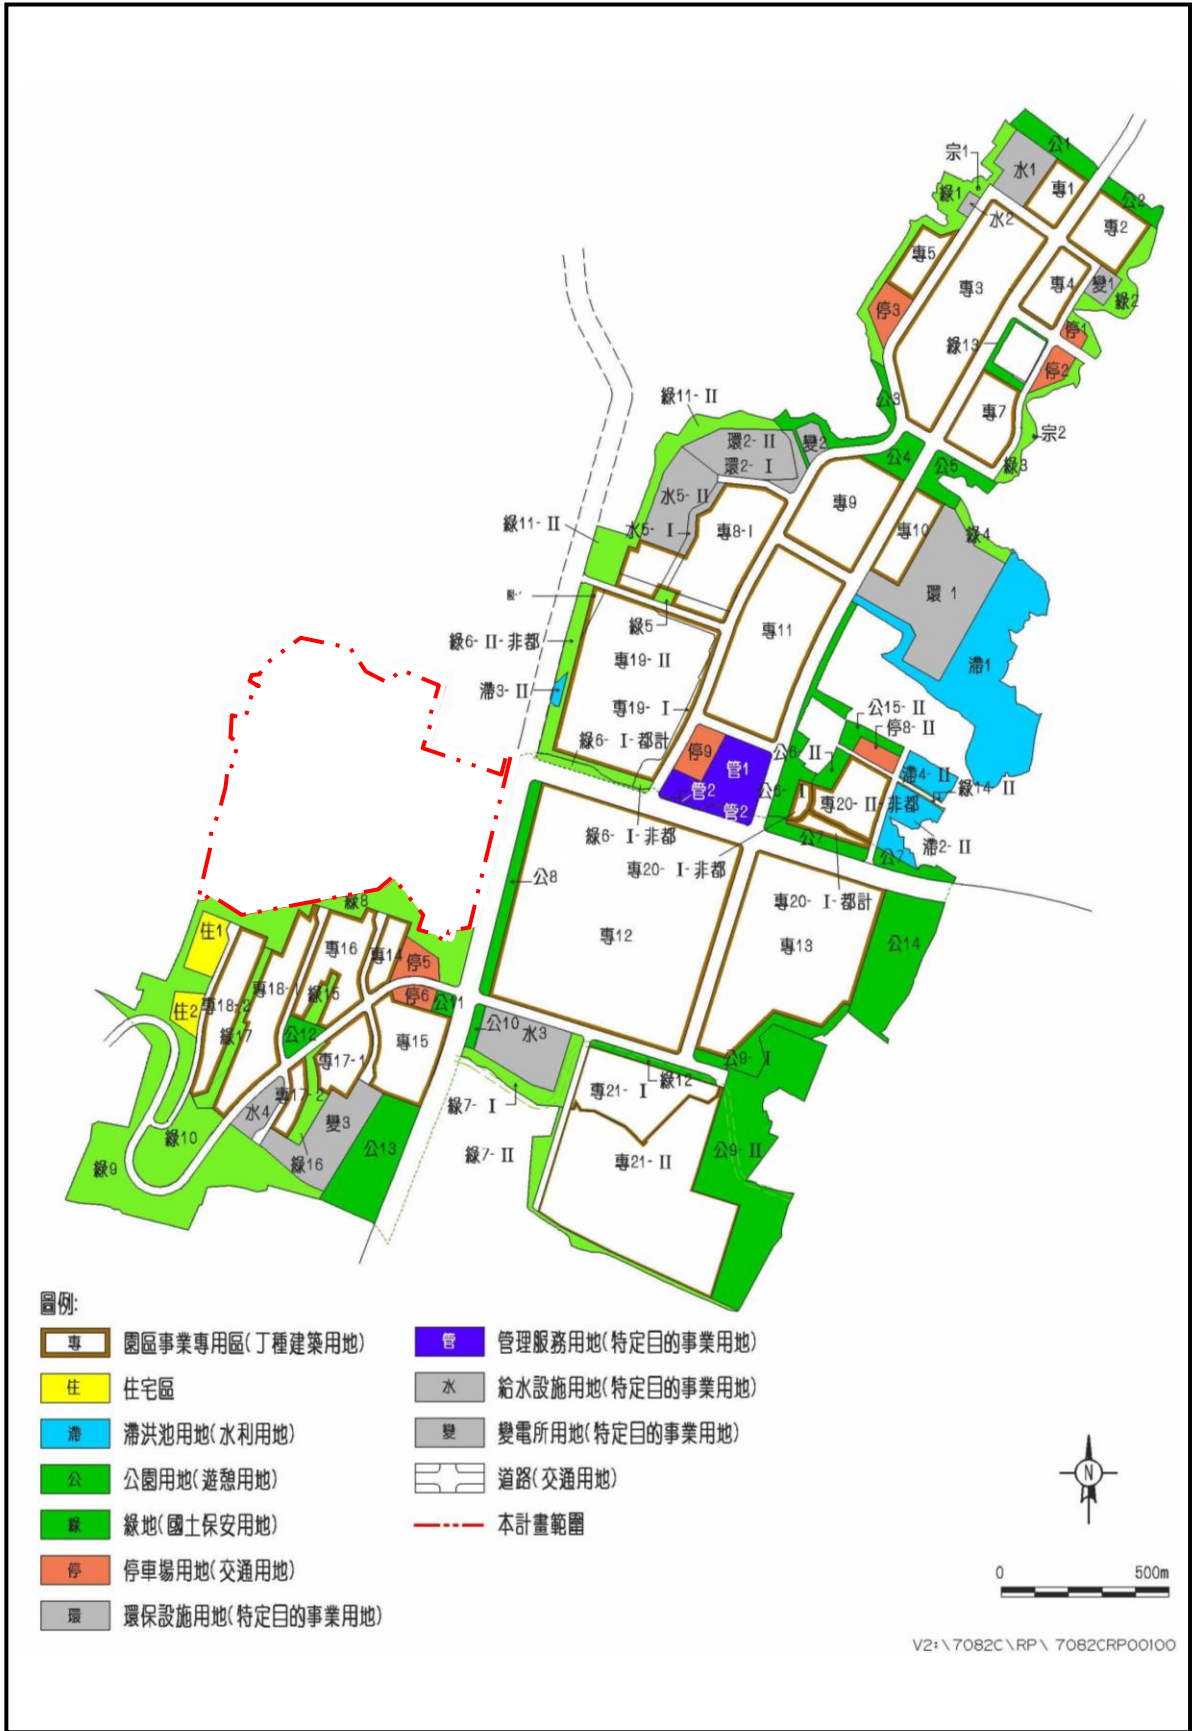 公1
宗1
水1
專1
綠1
公2
水2
專2
專5
專3
專4
變1
綠2
停3
停1
綠13
停2
公3
專7
綠11-II
宗2
環2-II
變2
環2-I
公4
公5
綠3
水5-II
專9
綠11-II
水5-I
專8-I
專10
綠4
環 1
綠5
專11
綠6-II-非都
專19-II
滯1
滯3-II
專19-I
公15-II
停8-II
綠6-I-都計
停9
公6-II
管1
滯4-II
綠14-II
管2
公6-I
專20-II-非都
管2
綠6-I-非都
公7
滯2-II
公7
專20-I-非都
公8
專20-I-都計
綠8
住1
專16
專12
專13
公14
專14
停5
專18-1
綠15
停6
公11
住2
專18-2
綠17
公12
公10
水3
專15
專17-1
公9-I
專17-2
綠12
專21-I
水4
綠7-I
變3
綠10
公13
綠7-II
公9-II
綠16
專21-II
綠9
圖例:
專 園區事業專用區(丁種建築用地)
管 管理服務用地(特定目的事業用地)
住 住宅區
水 給水設施用地(特定目的事業用地)
滯 滯洪池用地(水利用地)
變 變電所用地(特定目的事業用地)
公 公園用地(遊憩用地)
道路(交通用地)
綠 綠地(國土保安用地)
本計畫範圍
停 停車場用地(交通用地)
環 環保設施用地(特定目的事業用地)
N
0 500m
V2:\7082C\RP\ 7082CRP00100